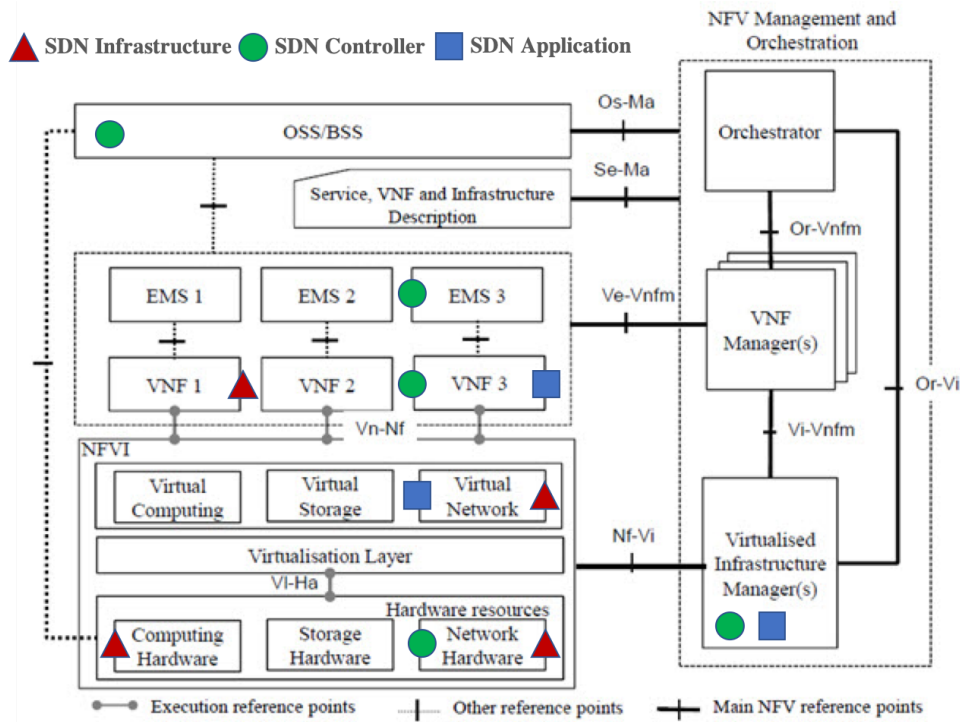 NFV Management and
Orchestration
SDN Infrastructure SDN Controller SDN Application
OSS/BSS
Os-Ma
Orchestrator
Se-Ma
Service, VNF and Infrastructure
Description
Or-Vnfm
EMS 1
EMS 2
EMS 3
Ve-Vnfm
VNF
Manager(s)
VNF 1
VNF 2
VNF 3
Or-Vi
Vn-Nf
Vi-Vnfm
NFVI
Virtual
Computing
Virtual
Storage
Virtual
Network
Nf-Vi
Virtualised
Infrastructure
Manager(s)
Virtualisation Layer
Vl-Ha
Hardware resources
Computing
Hardware
Storage
Hardware
Network
Hardware
Execution reference points
Other reference points
Main NFV reference points